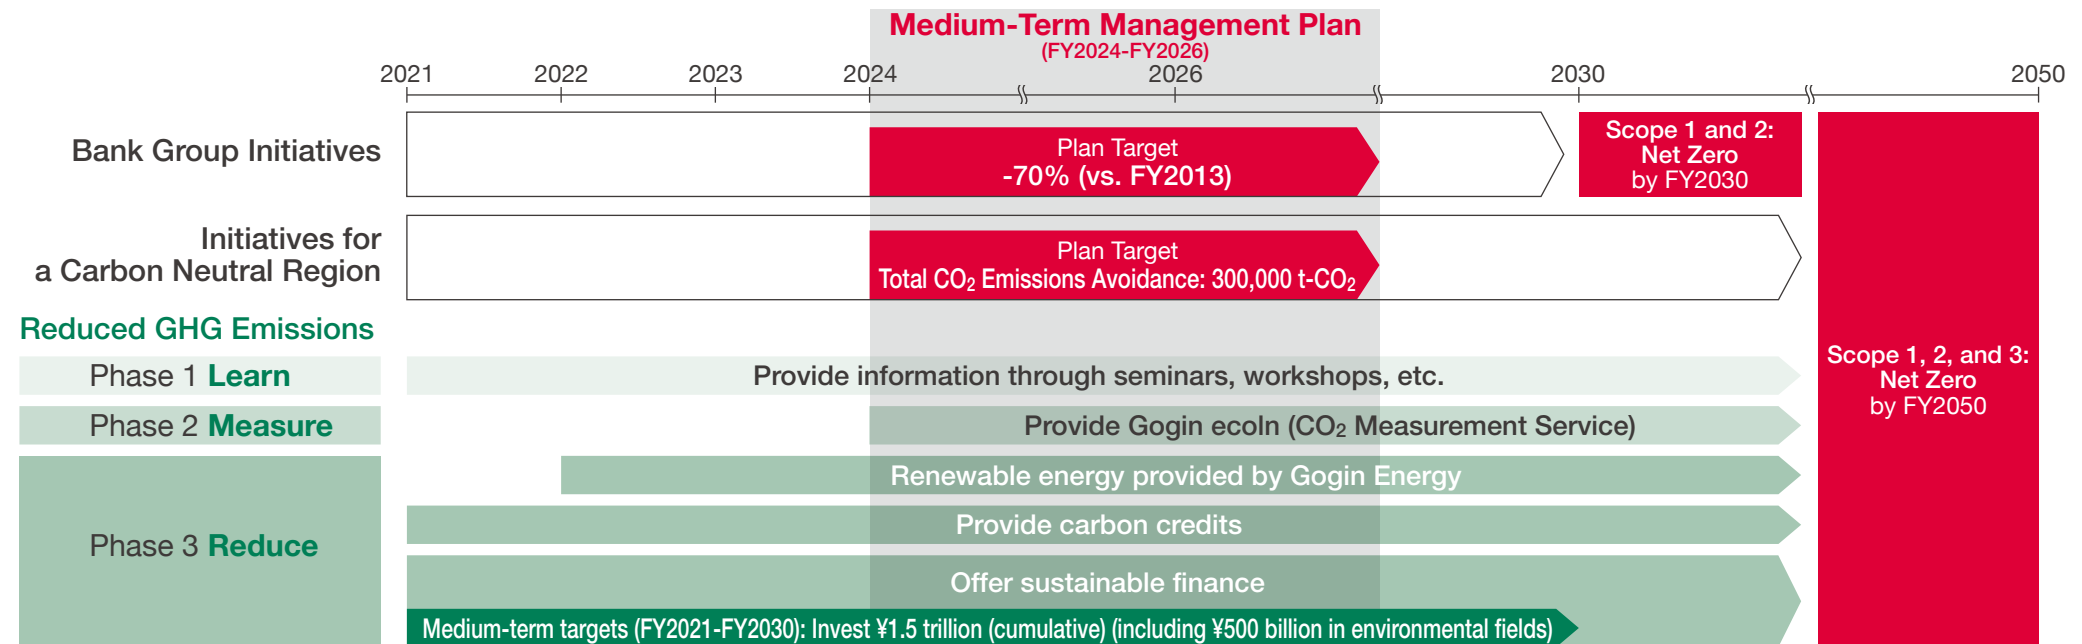 Medium-Term Management Plan
(FY2024-FY2026)
2021 2022 2023 2024 2026 2030 2050
Bank Group Initiatives
Plan Target
-70% (vs. FY2013)
Scope 1 and 2:
Net Zero
by FY2030
Initiatives for
a Carbon Neutral Region
Plan Target
Total CO₂ Emissions Avoidance: 300,000 t-CO₂
Reduced GHG Emissions
Phase 1 Learn
Provide information through seminars, workshops, etc.
Phase 2 Measure
Provide Gogin ecoln (CO₂ Measurement Service)
Phase 3 Reduce
Renewable energy provided by Gogin Energy
Provide carbon credits
Offer sustainable finance
Medium-term targets (FY2021-FY2030): Invest ¥1.5 trillion (cumulative) (including ¥500 billion in environmental fields)
Scope 1, 2, and 3:
Net Zero
by FY2050